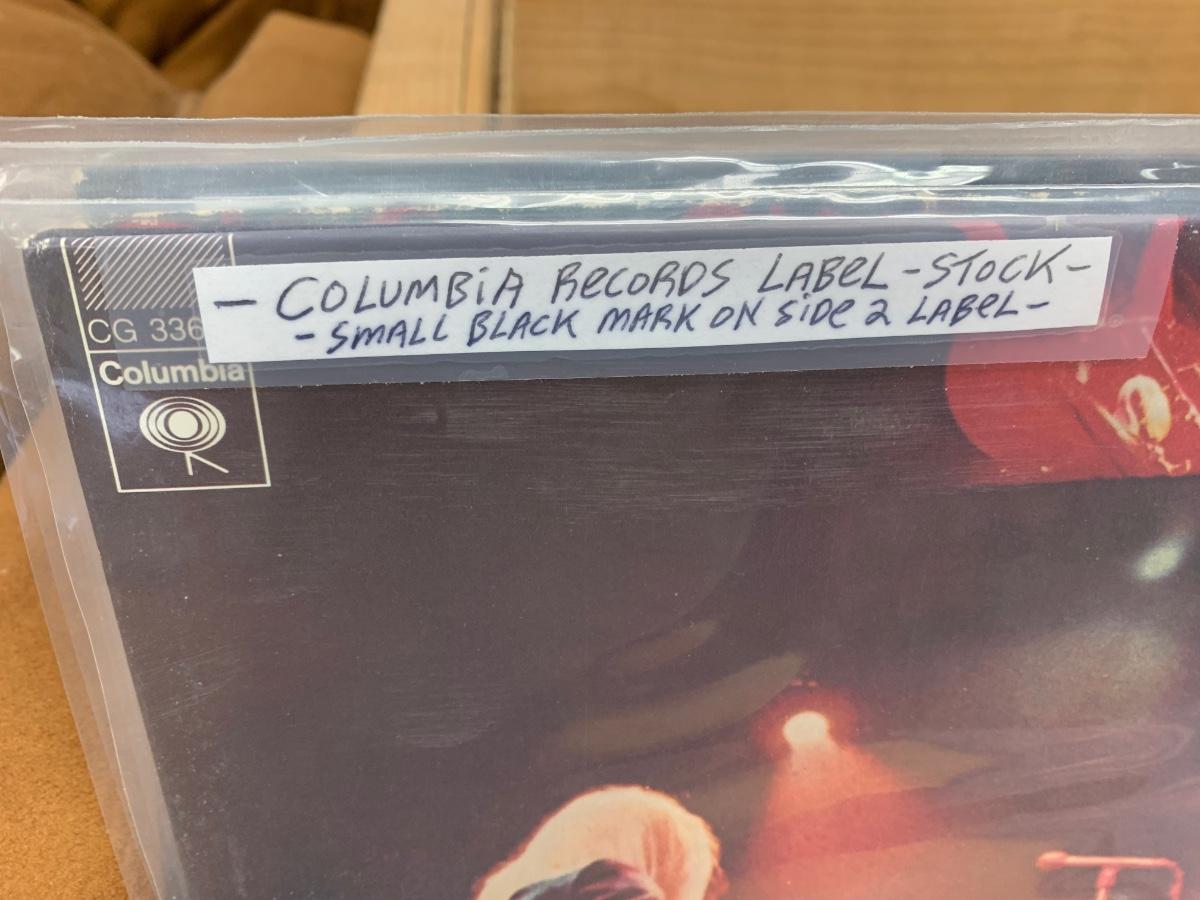 - COLUMBiA RECORDS LABEL - STOCK -
- SMALL BLACK MARK ON SiDe 2 LABEL -
CG 336
Columbia